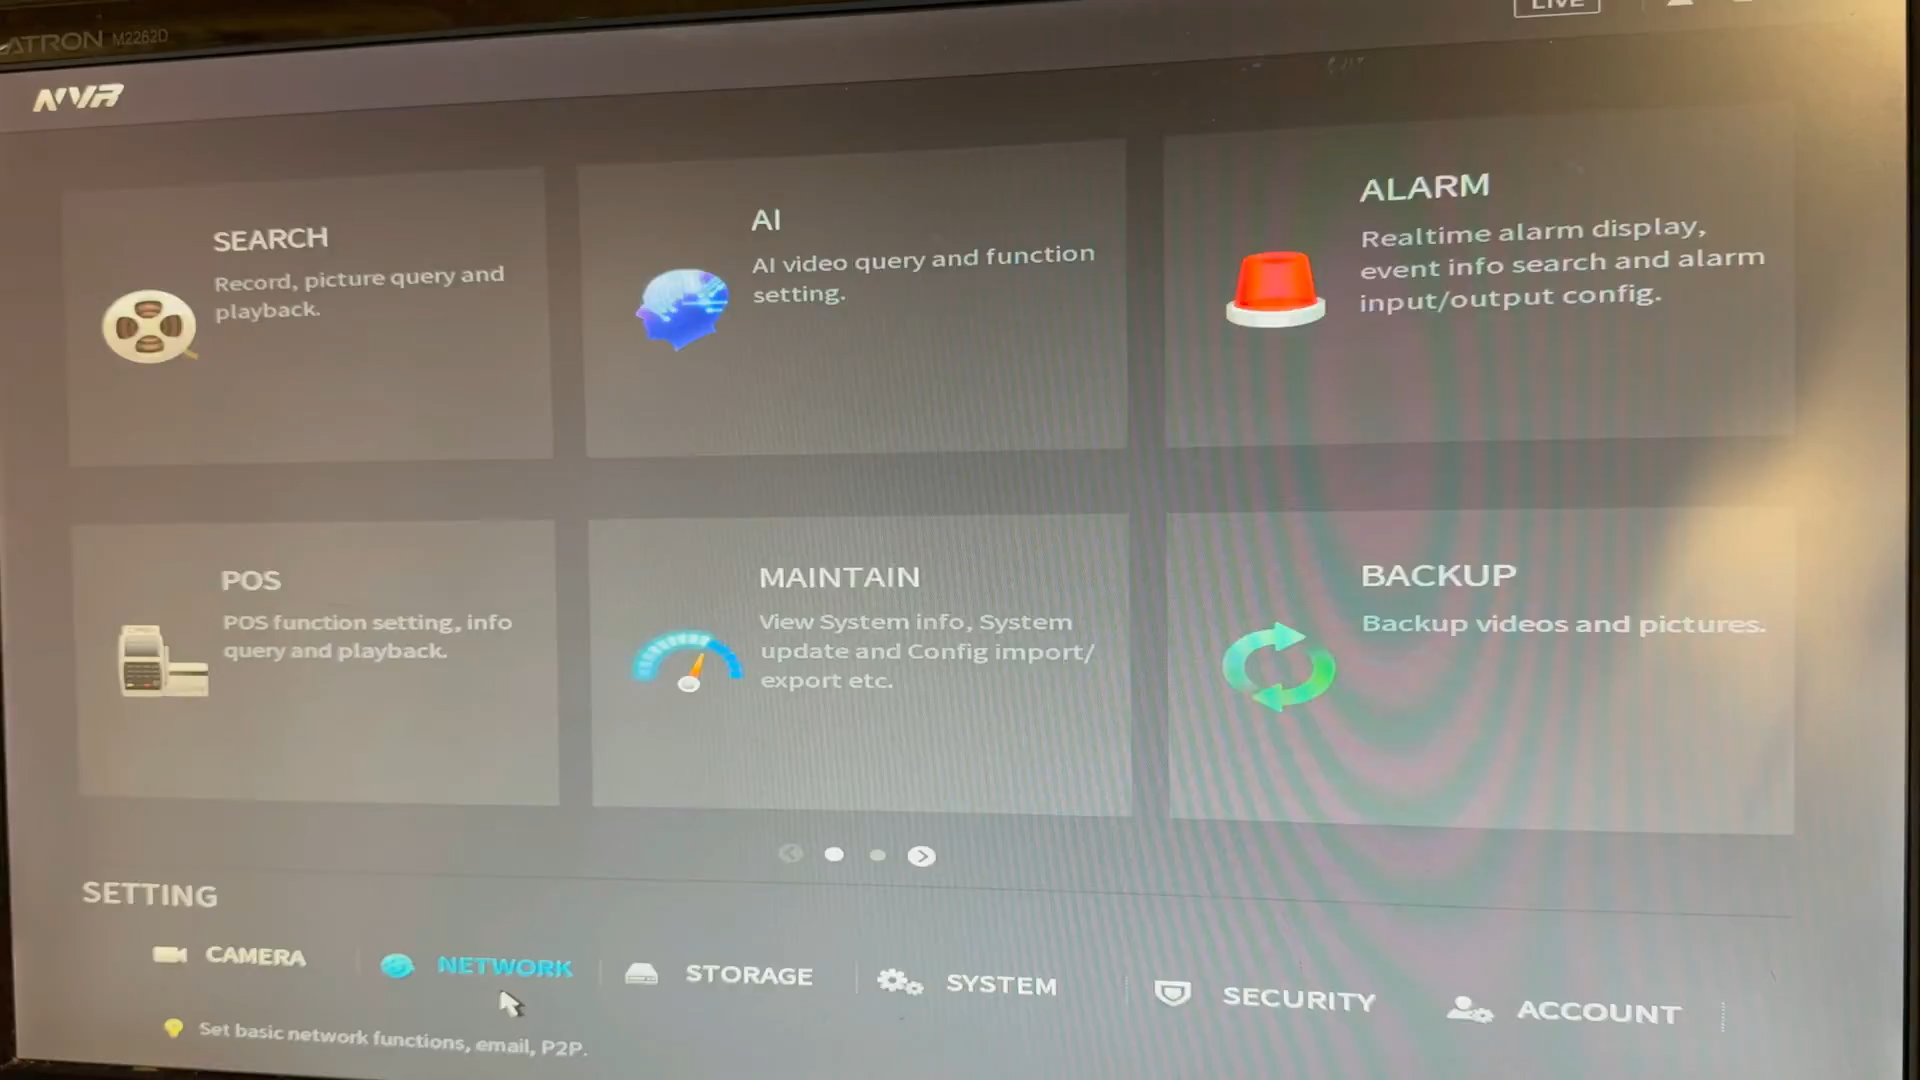 ATRON M2262D
LIVE
NVR
SEARCH
Record, picture query and
playback.
AI
AI video query and function
setting.
ALARM
Realtime alarm display,
event info search and alarm
input/output config.
POS
POS function setting, info
query and playback.
MAINTAIN
View System info, System
update and Config import/
export etc.
BACKUP
Backup videos and pictures.
SETTING
CAMERA
NETWORK
STORAGE
SYSTEM
SECURITY
ACCOUNT
Set basic network functions, email, P2P.